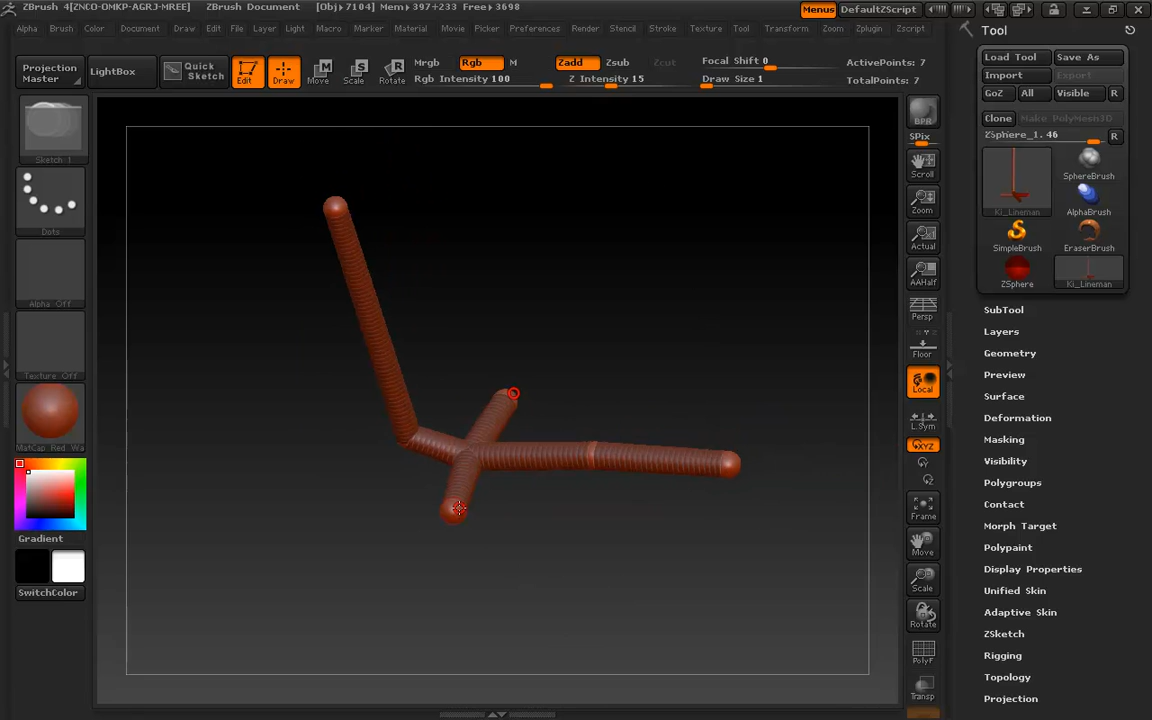 ZBrush 4[ZNCO-OMKP-AGRJ-MREE] ZBrush Document [Obj▸7104] Mem▸397+233 Free▸3698 Menus DefaultZScript
Alpha Brush Color Document Draw Edit File Layer Light Macro Marker Material Movie Picker Preferences Render Stencil Stroke Texture Tool Transform Zoom Zplugin Zscript
Projection Master
LightBox
Quick Sketch
Edit Draw Move Scale Rotate
Mrgb Rgb M
Rgb Intensity 100
Zadd Zsub Zcut
Z Intensity 15
Focal Shift 0
Draw Size 1
ActivePoints: 7
TotalPoints: 7
Sketch 1
Dots
Alpha Off
Texture Off
MatCap Red Wa
Gradient
SwitchColor
BPR
SPix
Scroll
Zoom
Actual
AAHalf
Persp
Floor
Local
L.Sym
XYZ
Frame
Move
Scale
Rotate
PolyF
Transp
Tool
Load Tool Save As
Import Export
GoZ All Visible R
Clone Make PolyMesh3D
ZSphere_1. 46 R
Ki_Lineman
SphereBrush
AlphaBrush
SimpleBrush EraserBrush
ZSphere Ki_Lineman
SubTool
Layers
Geometry
Preview
Surface
Deformation
Masking
Visibility
Polygroups
Contact
Morph Target
Polypaint
Display Properties
Unified Skin
Adaptive Skin
ZSketch
Rigging
Topology
Projection